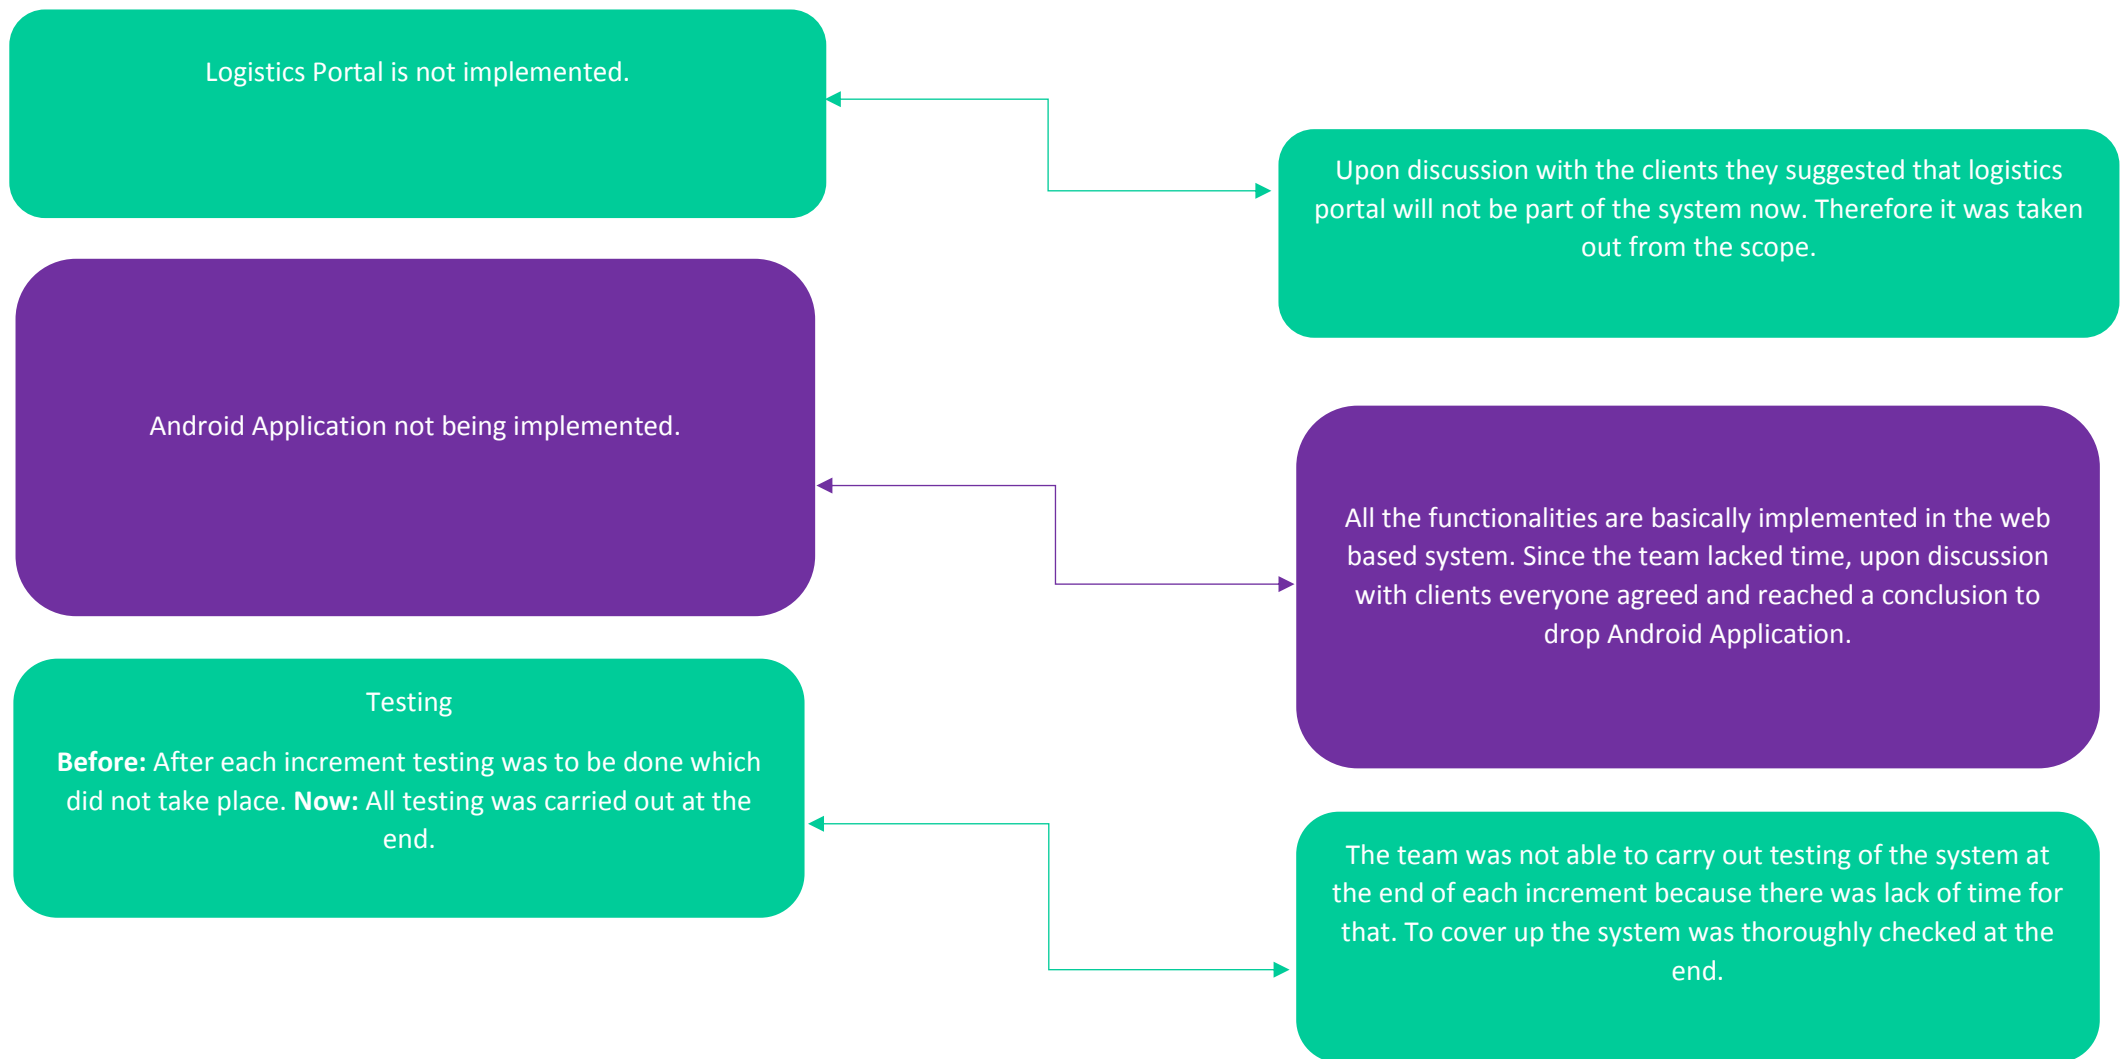 Logistics Portal is not implemented.
Upon discussion with the clients they suggested that logistics
portal will not be part of the system now. Therefore it was taken
out from the scope.
Android Application not being implemented.
All the functionalities are basically implemented in the web
based system. Since the team lacked time, upon discussion
with clients everyone agreed and reached a conclusion to
drop Android Application.
Testing
Before: After each increment testing was to be done which
did not take place. Now: All testing was carried out at the
end.
The team was not able to carry out testing of the system at
the end of each increment because there was lack of time for
that. To cover up the system was thoroughly checked at the
end.